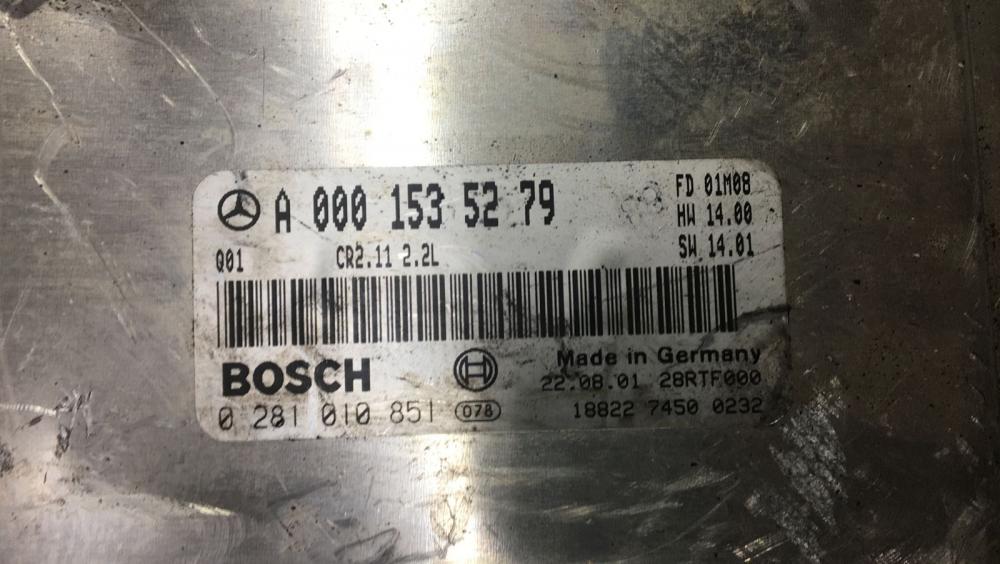 A 000 153 52 79
FD 01M08
HW 14.00
SW 14.01
Q01 CR2.11 2.2L
BOSCH
Made in Germany
22.08.01 28RTF000
0 281 010 851 078
18822 7450 0232